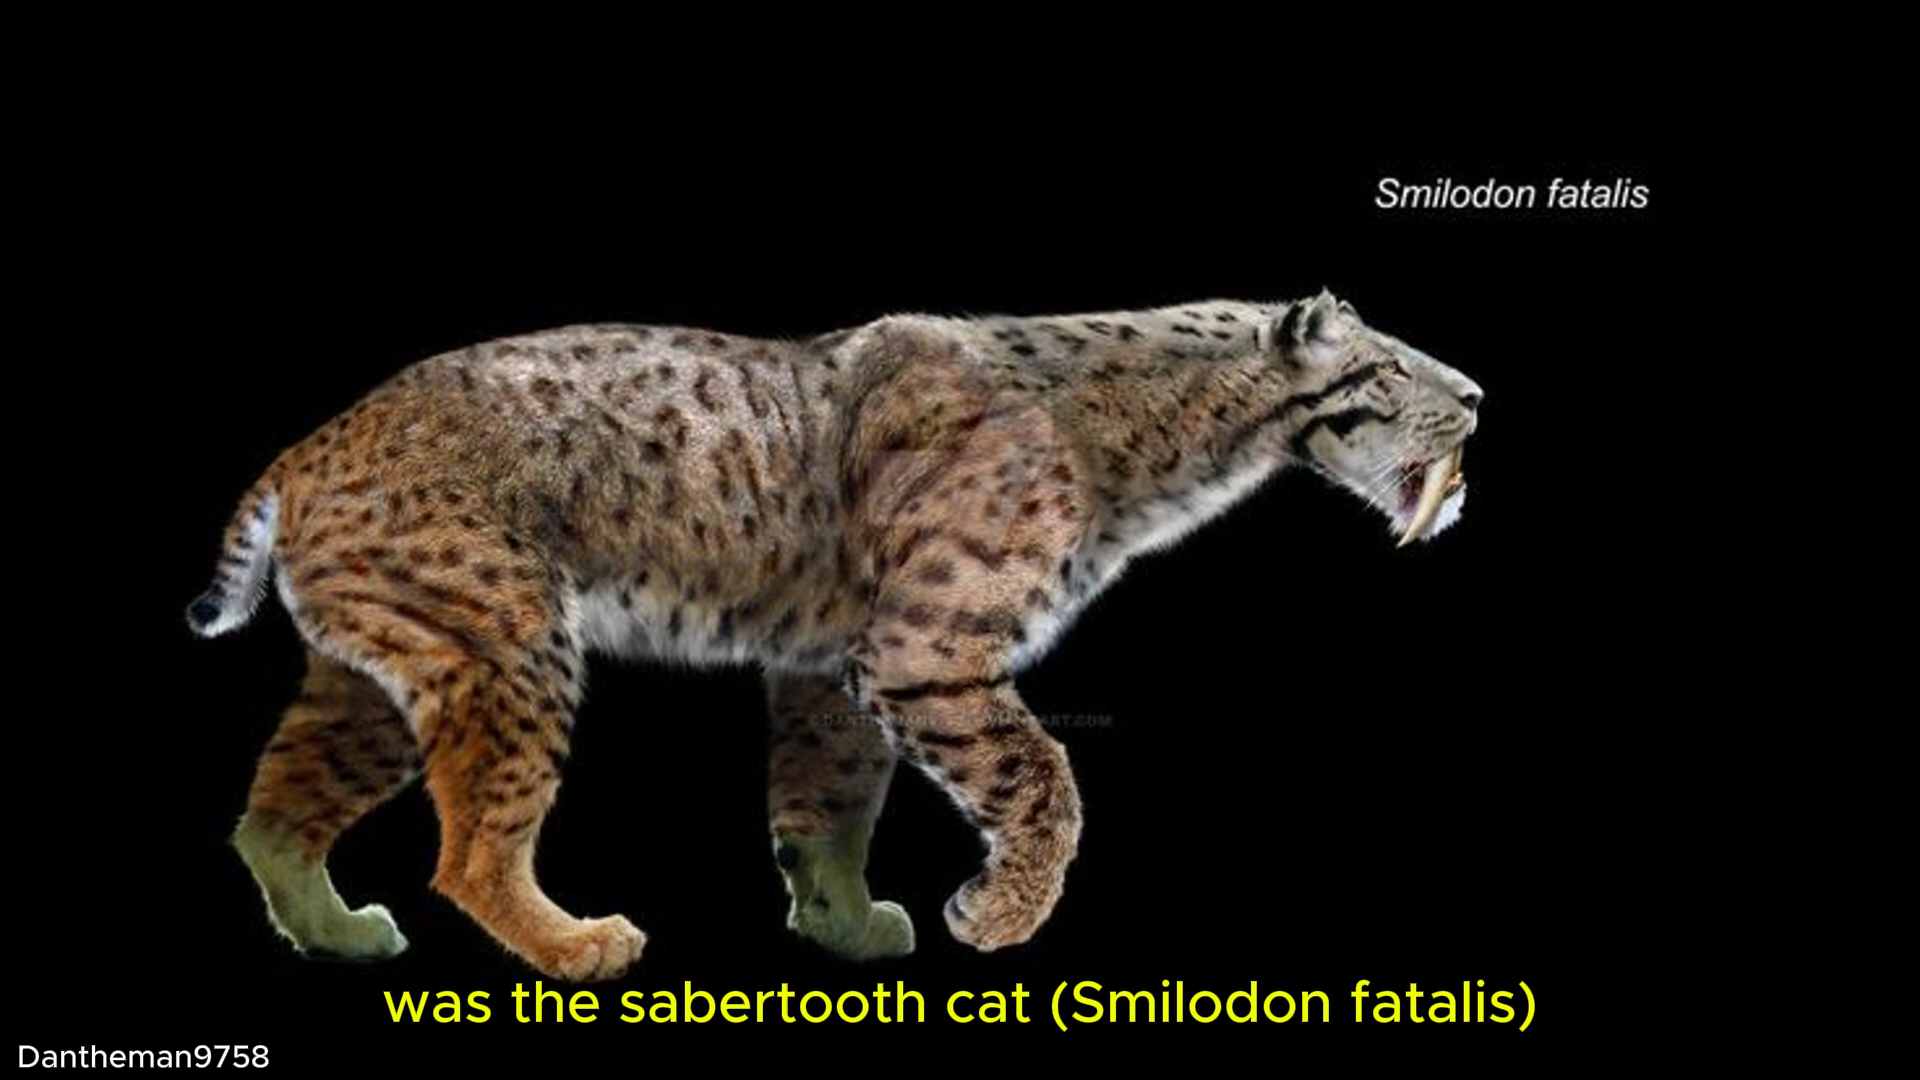 Smilodon fatalis
was the sabertooth cat (Smilodon fatalis)
Dantheman9758